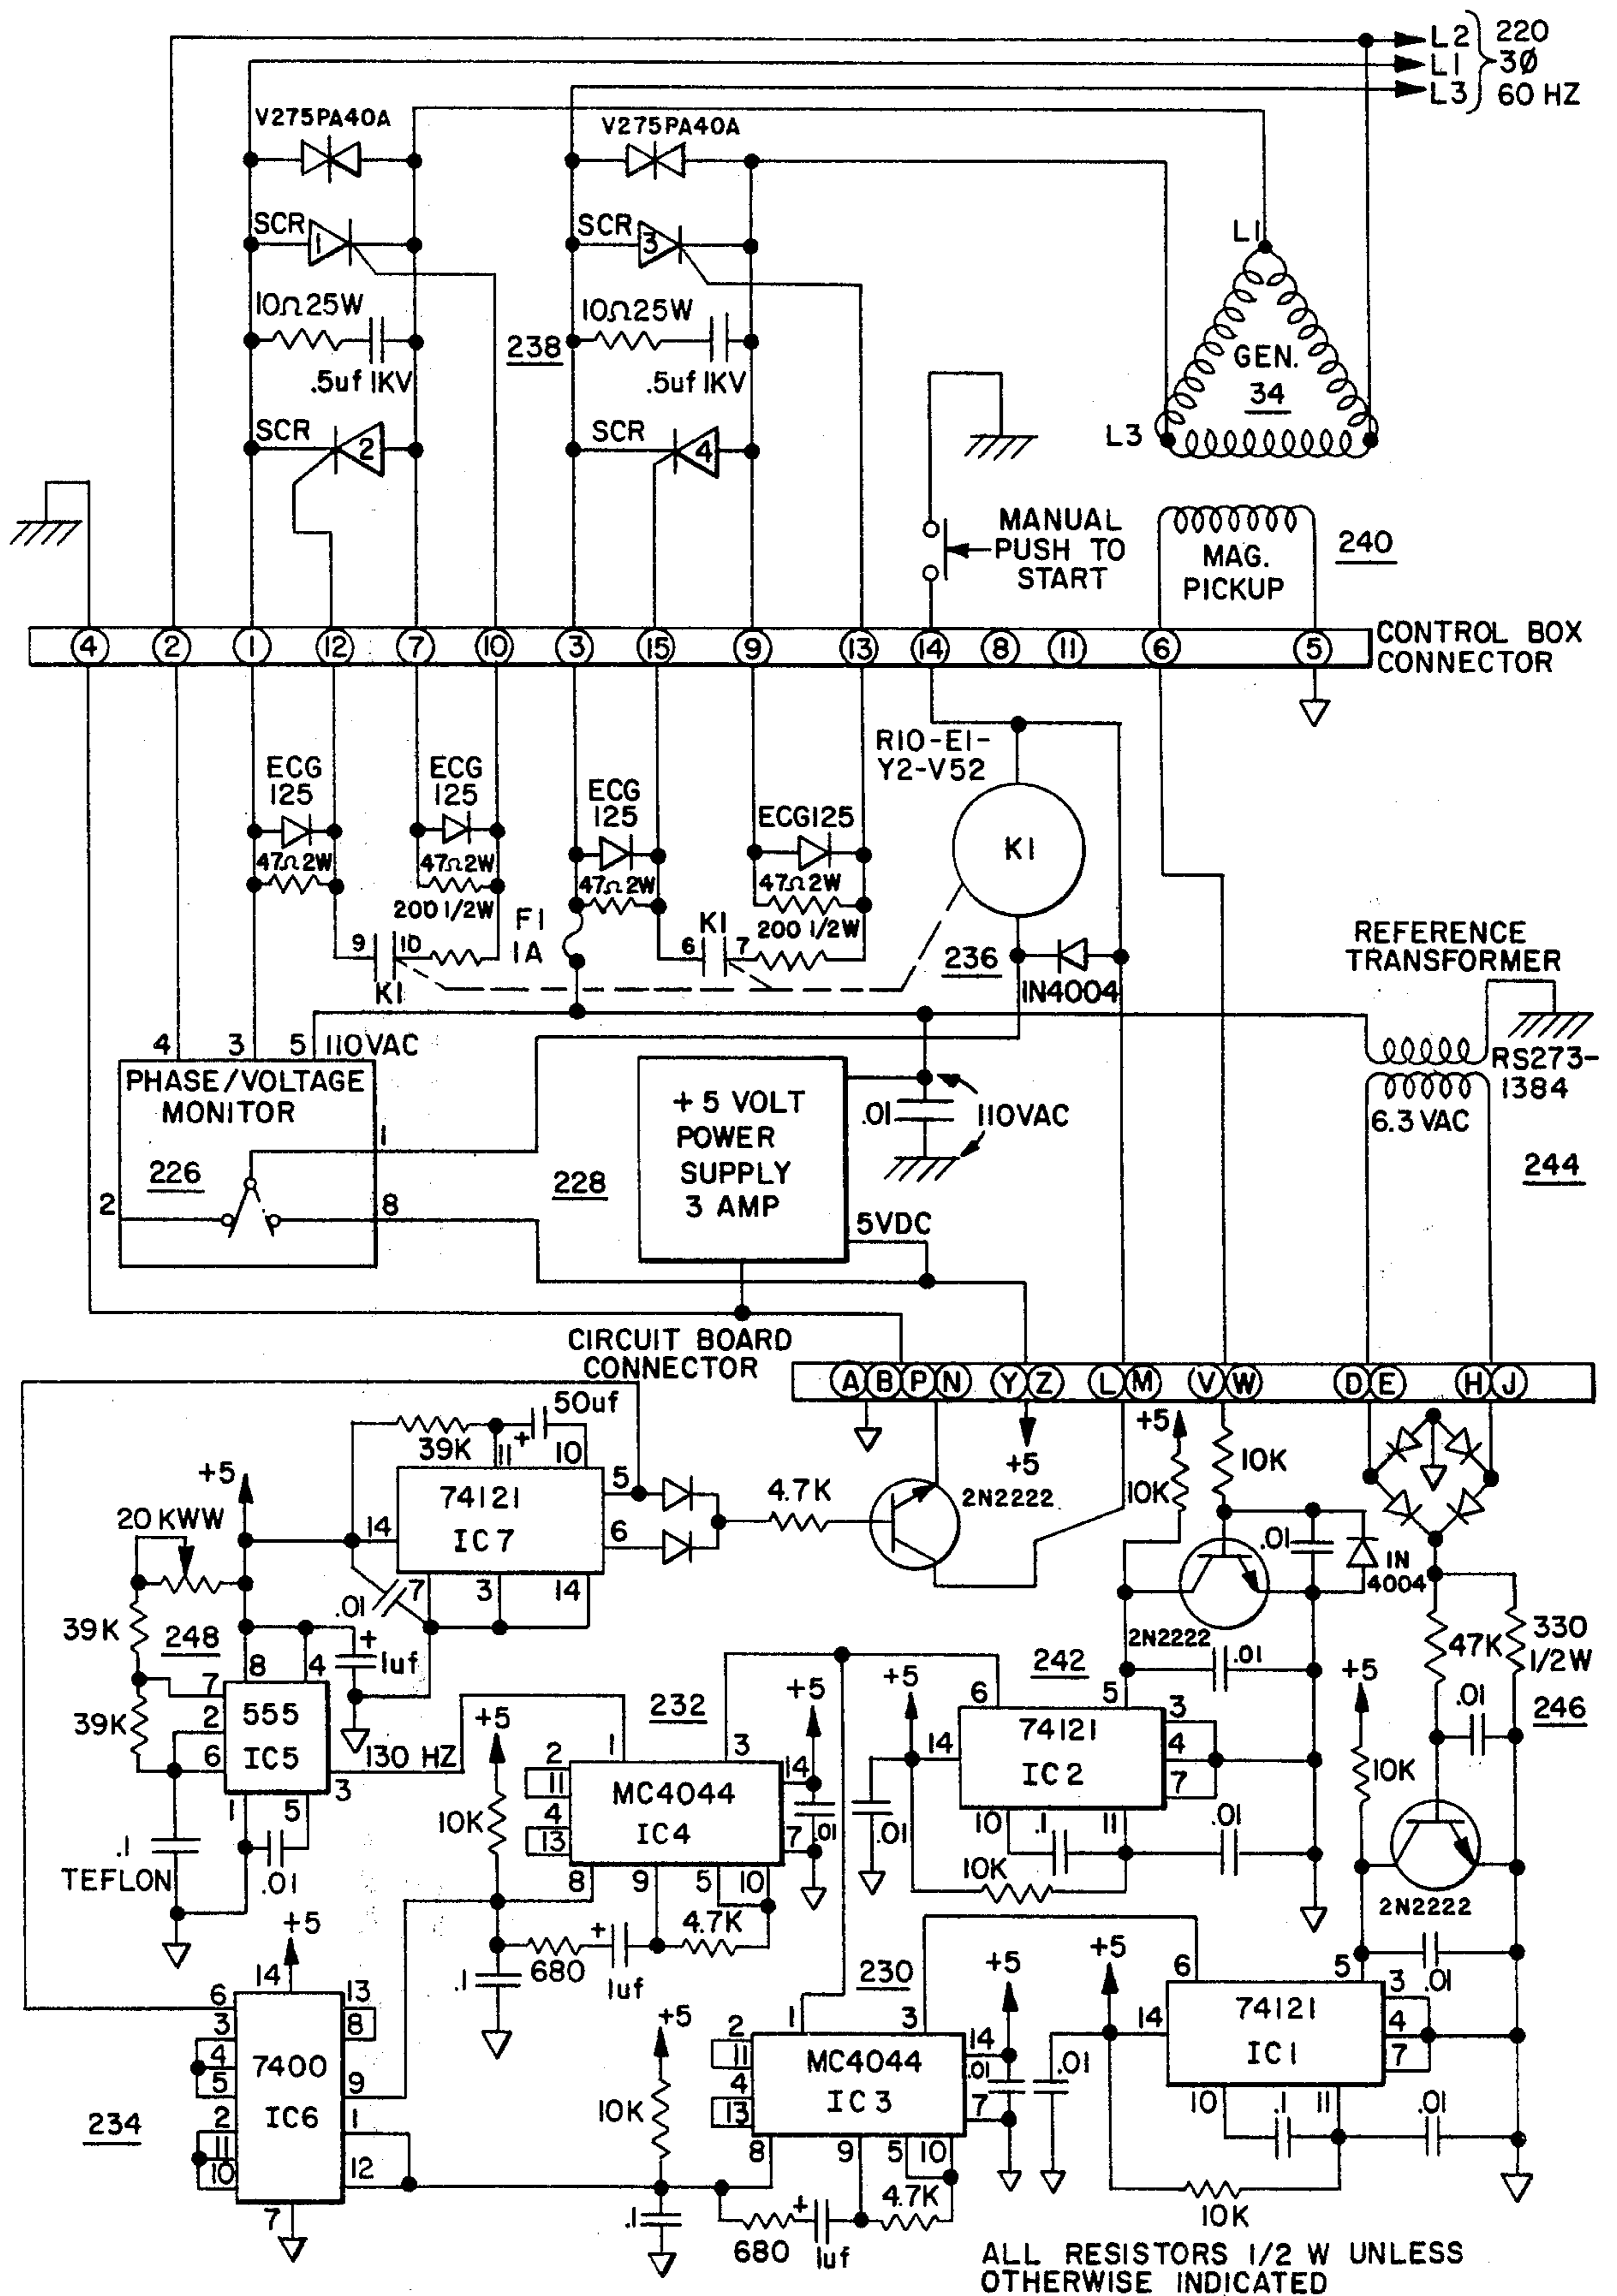 L2
220
L1
3Ø
L3
60 HZ
V275PA40A
V275PA40A
SCR
1
SCR
3
L1
10Ω25W
10Ω25W
238
.5uf 1KV
.5uf 1KV
GEN.
34
SCR
2
SCR
4
L3
MANUAL
PUSH TO
START
MAG.
PICKUP
240
4
2
1
12
7
10
3
15
9
13
14
8
11
6
5
CONTROL BOX
CONNECTOR
R10-E1-
Y2-V52
ECG
125
ECG
125
ECG
125
ECG125
K1
47Ω2W
47Ω2W
47Ω2W
47Ω2W
200 1/2W
200 1/2W
F1
1A
9
10
K1
K1
6
7
236
1N4004
REFERENCE
TRANSFORMER
RS273-
1384
6.3 VAC
244
4
3
5
110VAC
PHASE/VOLTAGE
MONITOR
1
226
2
8
228
+5 VOLT
POWER
SUPPLY
3 AMP
.01
110VAC
5VDC
CIRCUIT BOARD
CONNECTOR
A
B
P
N
Y
Z
L
M
V
W
D
E
H
J
50uf
+
39K
11
10
+5
20 KWW
14
74121
IC7
5
6
7
3
14
.01
4.7K
2N2222
+5
+5
10K
10K
.01
1N
4004
2N2222
.01
47K
330
1/2W
.01
246
+5
10K
2N2222
.01
39K
248
8
4
+
1uf
7
2
6
555
IC5
39K
130 HZ
3
1
5
.01
.1
TEFLON
+5
10K
232
1
3
2
11
4
13
MC4044
IC4
14
7
+5
.01
8
9
5
10
4.7K
680
+
1uf
.1
242
+5
6
5
14
74121
IC2
3
4
7
10
.1
11
.01
.01
10K
+5
14
6
3
4
5
2
11
10
7400
IC6
13
8
9
1
12
7
234
+5
10K
230
1
3
2
11
4
13
MC4044
IC3
14
7
+5
.01
8
9
5
10
4.7K
680
+
1uf
.1
+5
.01
6
5
14
74121
IC1
3
4
7
10
.1
11
.01
10K
ALL RESISTORS 1/2 W UNLESS
OTHERWISE INDICATED